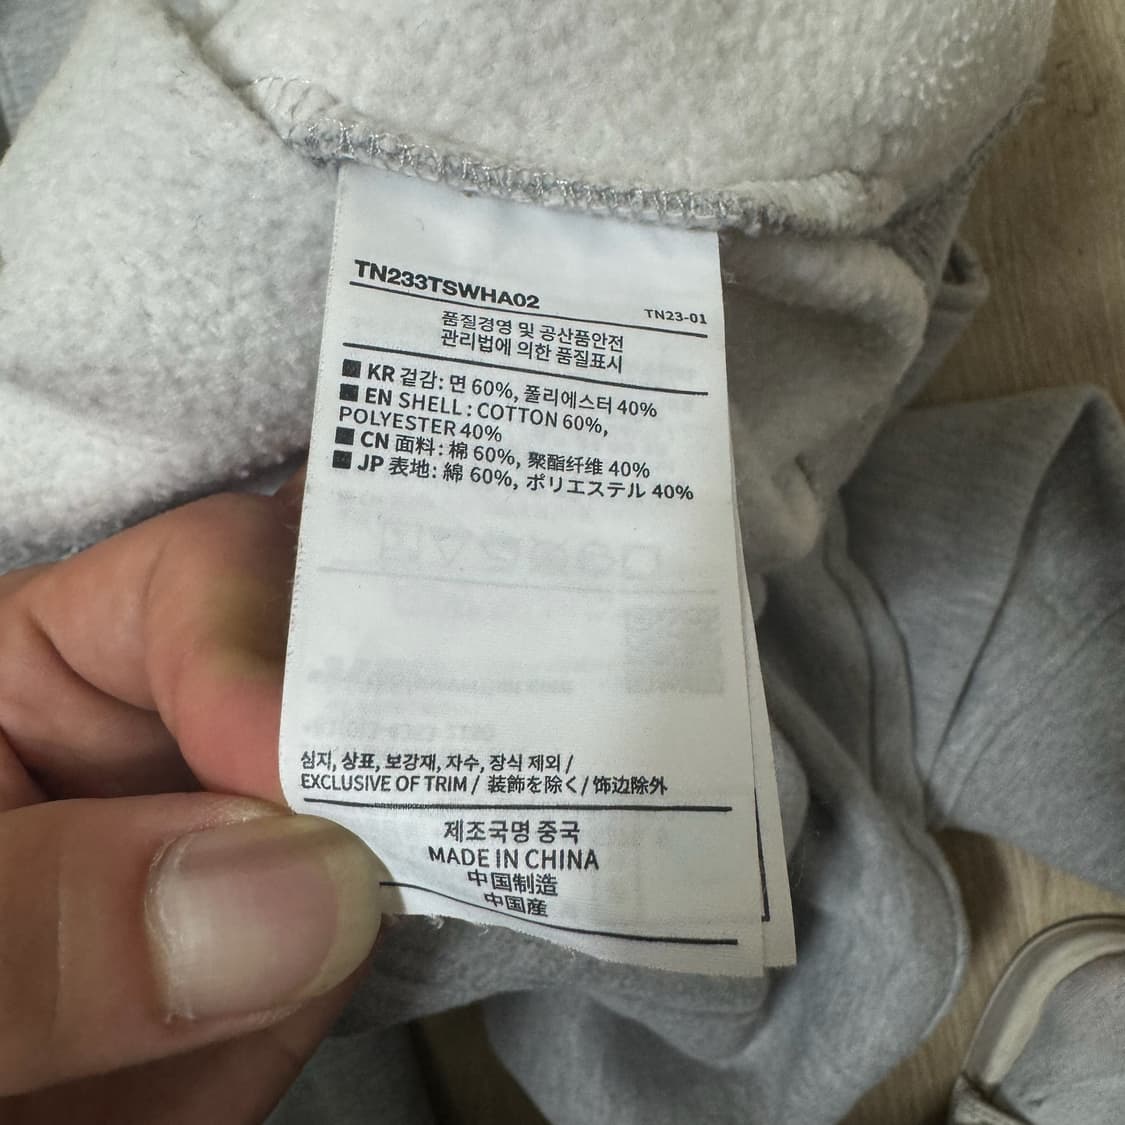 TN233TSWHA02
TN23-01
품질경영 및 공산품안전
관리법에 의한 품질표시
■ KR 겉감: 면 60%, 폴리에스터 40%
■ EN SHELL : COTTON 60%,
POLYESTER 40%
■ CN 面料: 棉 60%, 聚酯纤维 40%
■ JP 表地: 綿 60%, ポリエステル 40%
심지, 상표, 보강재, 자수, 장식 제외 /
EXCLUSIVE OF TRIM / 装飾を除く / 饰边除外
제조국명 중국
MADE IN CHINA
中国制造
中国産